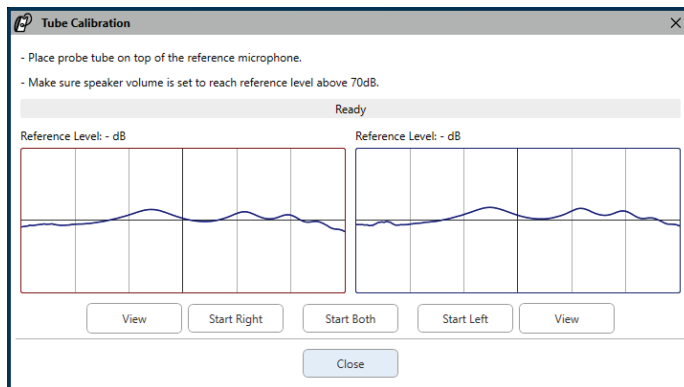 Tube Calibration
- Place probe tube on top of the reference microphone.
- Make sure speaker volume is set to reach reference level above 70dB.
Ready
Reference Level: - dB
Reference Level: - dB
View
Start Right
Start Both
Start Left
View
Close